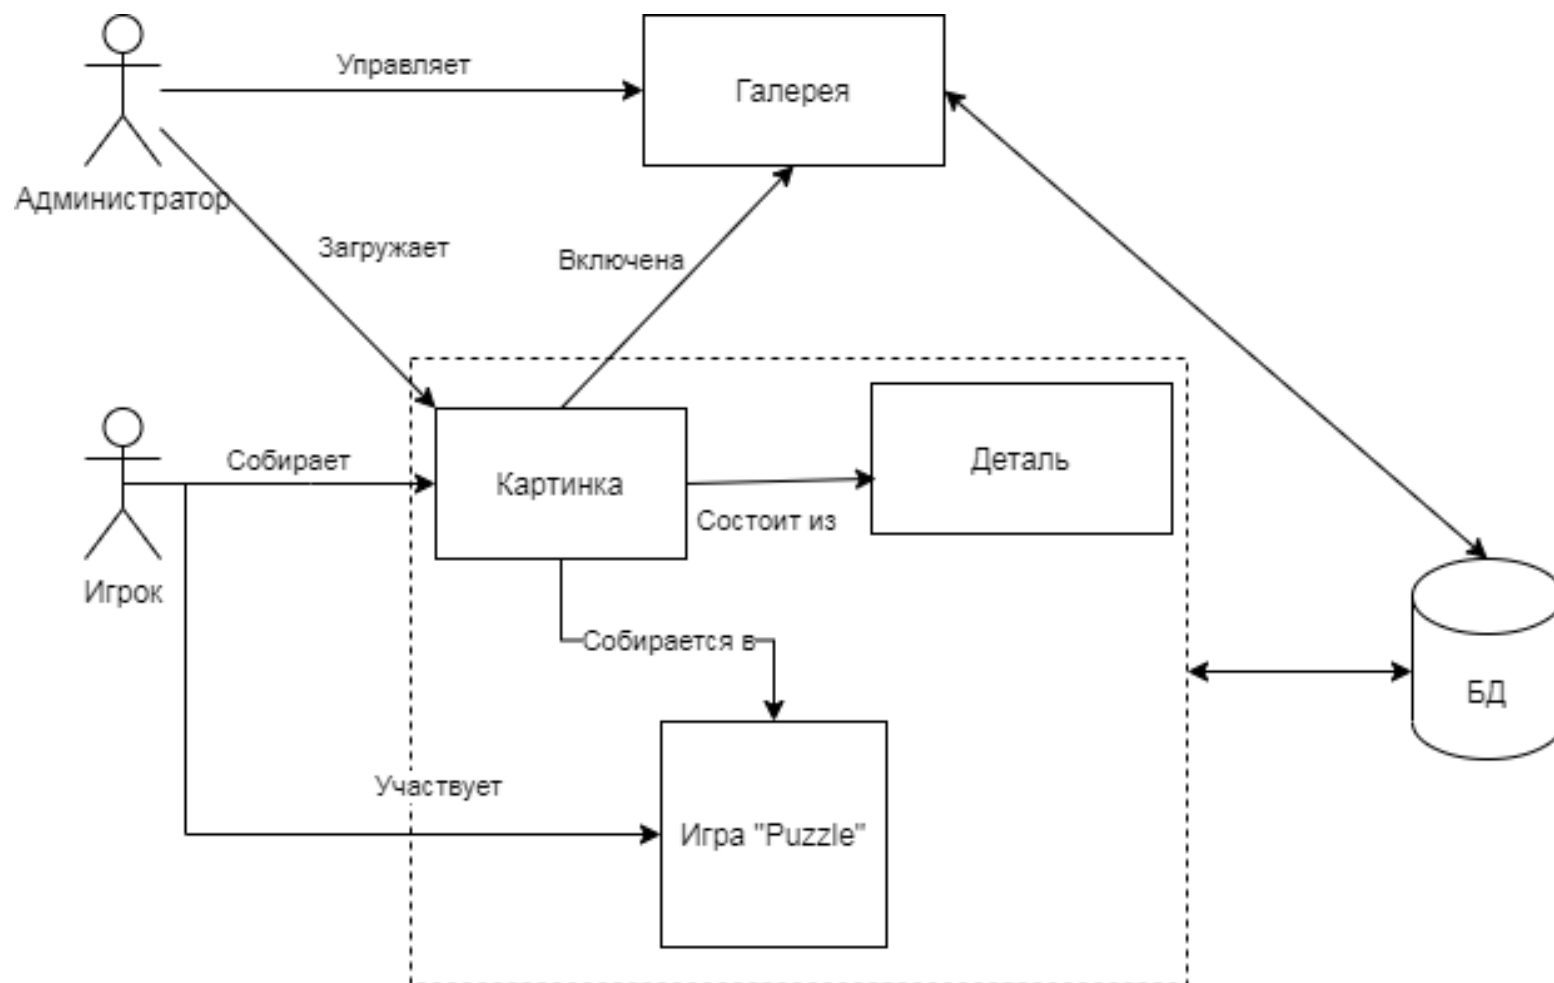 Управляет
Галерея
Администратор
Загружает
Включена
Собирает
Картинка
Деталь
Состоит из
Игрок
Собирается в
БД
Участвует
Игра "Puzzle"